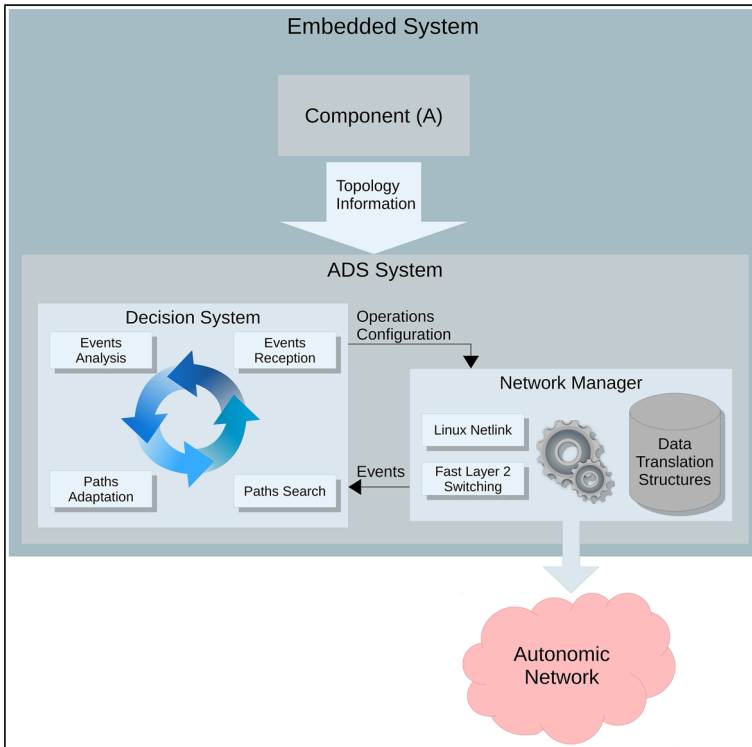 Embedded System
Component (A)
Topology
Information
ADS System
Decision System
Events
Analysis
Events
Reception
Paths
Adaptation
Paths Search
Operations
Configuration
Events
Network Manager
Linux Netlink
Fast Layer 2
Switching
Data
Translation
Structures
Autonomic
Network